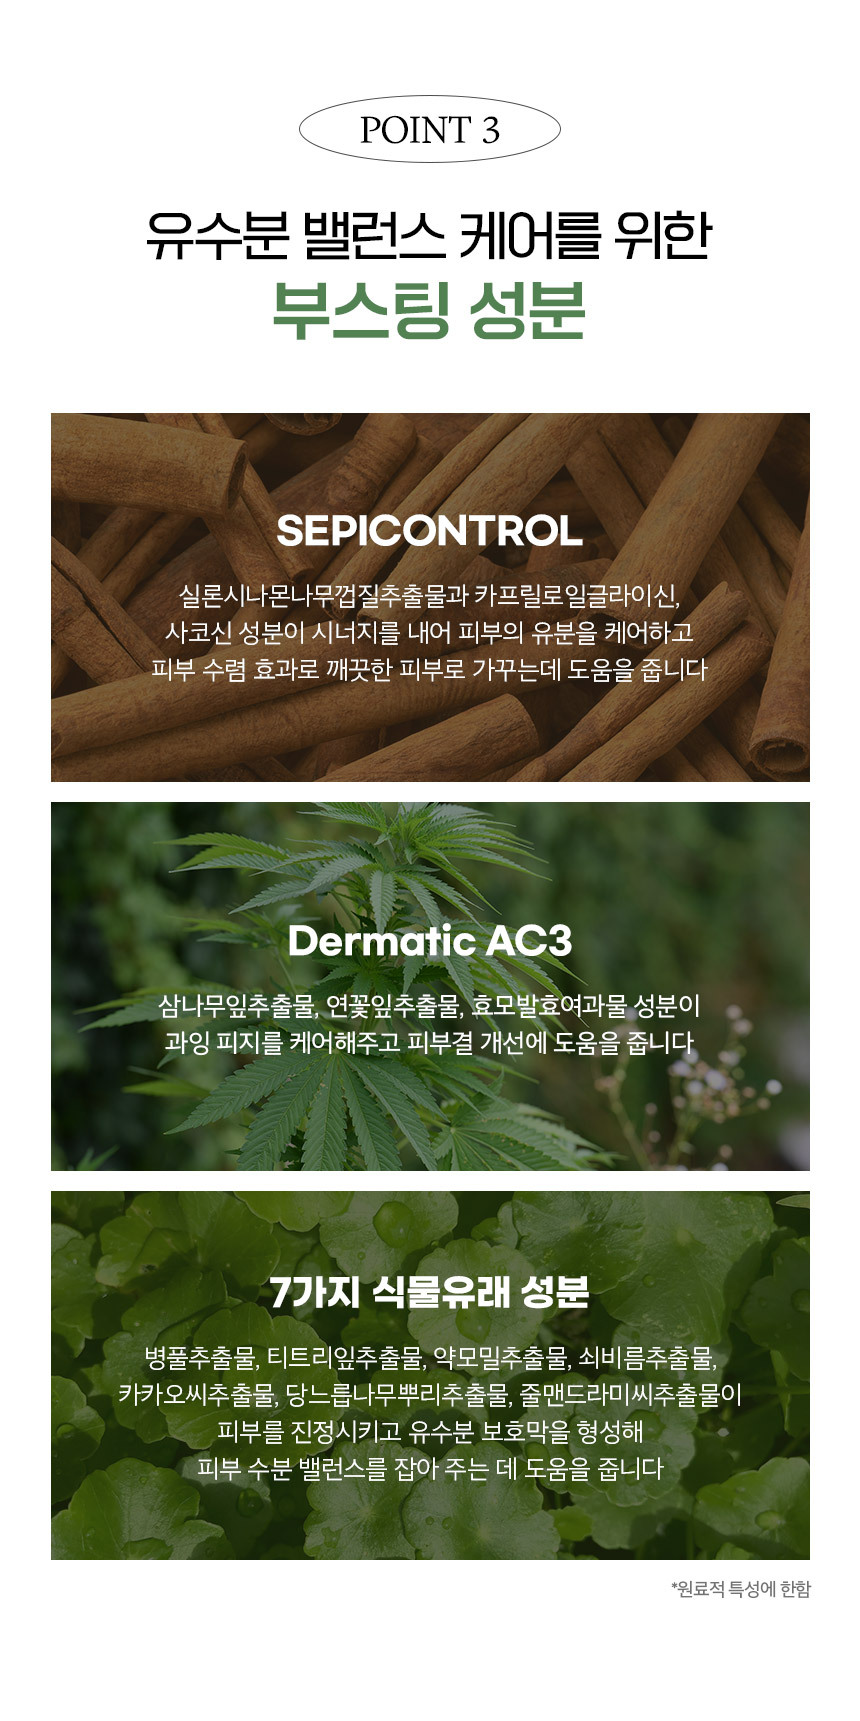 POINT 3
유수분 밸런스 케어를 위한
부스팅 성분
SEPICONTROL
실론시나몬나무껍질추출물과 카프릴로일글라이신,
사코신 성분이 시너지를 내어 피부의 유분을 케어하고
피부 수렴 효과로 깨끗한 피부로 가꾸는데 도움을 줍니다
Dermatic AC3
삼나무잎추출물, 연꽃잎추출물, 효모발효여과물 성분이
과잉 피지를 케어해주고 피부결 개선에 도움을 줍니다
7가지 식물유래 성분
병풀추출물, 티트리잎추출물, 약모밀추출물, 쇠비름추출물,
카카오씨추출물, 당느릅나무뿌리추출물, 줄맨드라미씨추출물이
피부를 진정시키고 유수분 보호막을 형성해
피부 수분 밸런스를 잡아 주는 데 도움을 줍니다
*원료적 특성에 한함